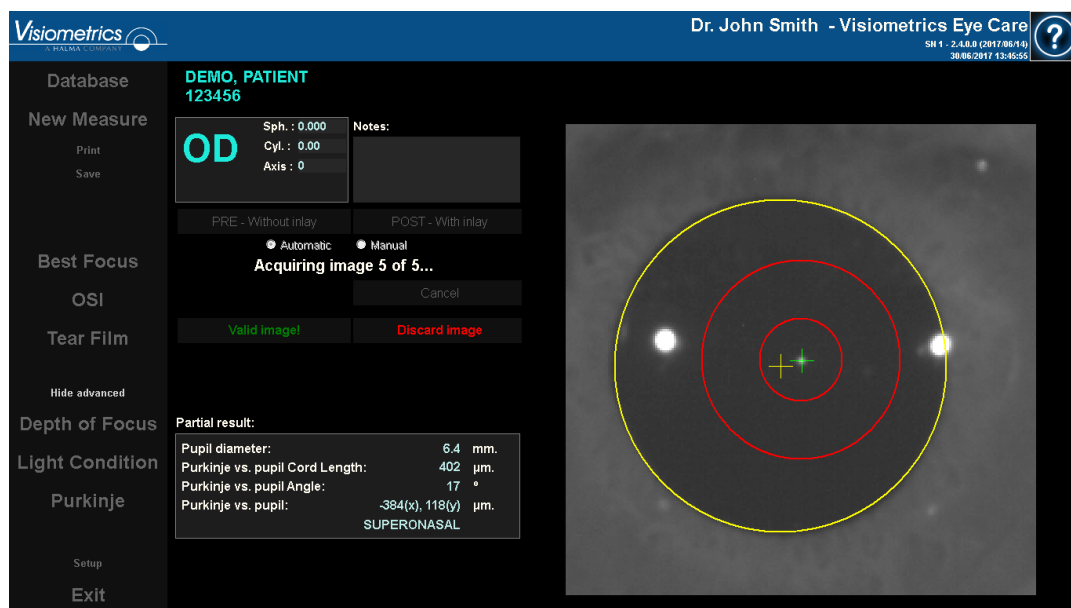 Visiometrics
A HALMA COMPANY
Dr. John Smith - Visiometrics Eye Care
SN 1 - 2.4.0.0 (2017/06/14)
30/06/2017 13:45:55
?
Database
New Measure
Print
Save
Best Focus
OSI
Tear Film
Hide advanced
Depth of Focus
Light Condition
Purkinje
Setup
Exit
DEMO, PATIENT
123456
OD
Sph. : 0.000
Cyl. : 0.00
Axis : 0
Notes:
PRE - Without inlay
POST - With inlay
Automatic
Manual
Acquiring image 5 of 5...
Cancel
Valid image!
Discard image
Partial result:
Pupil diameter: 6.4 mm.
Purkinje vs. pupil Cord Length: 402 µm.
Purkinje vs. pupil Angle: 17 °
Purkinje vs. pupil: -384(x), 118(y) µm.
SUPERONASAL